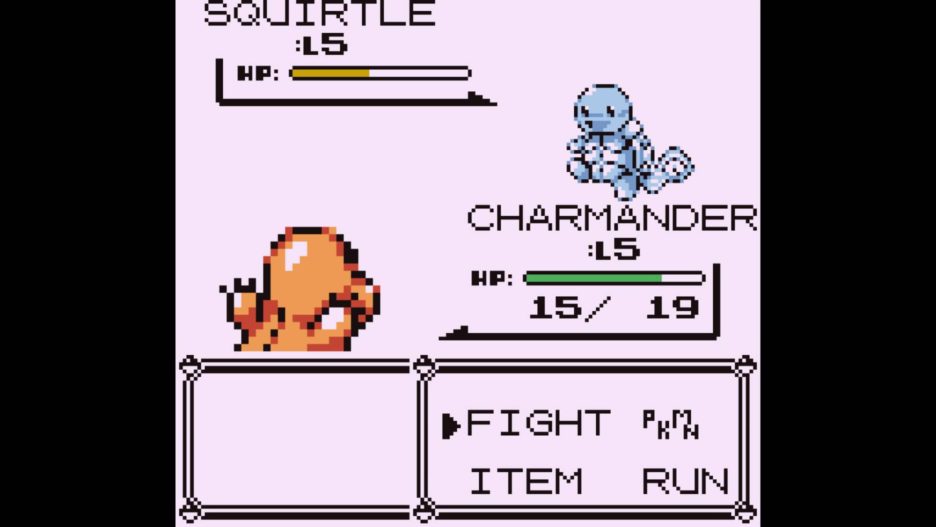 SQUIRTLE
:L5
HP:
CHARMANDER
:L5
HP:
15/ 19
FIGHT PKMN
ITEM RUN